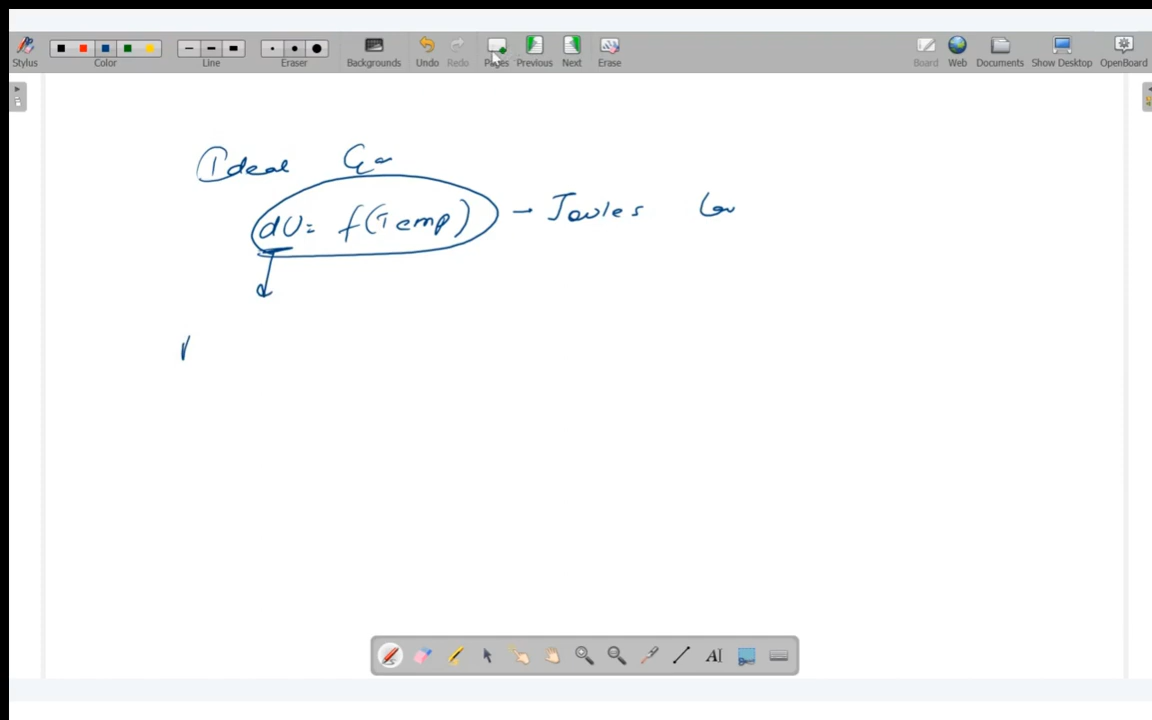 Stylus Color Line Eraser Backgrounds Undo Redo Pages Previous Next Erase Board Web Documents Show Desktop OpenBoard
Ideal
dU = f(Temp) - Joules Law